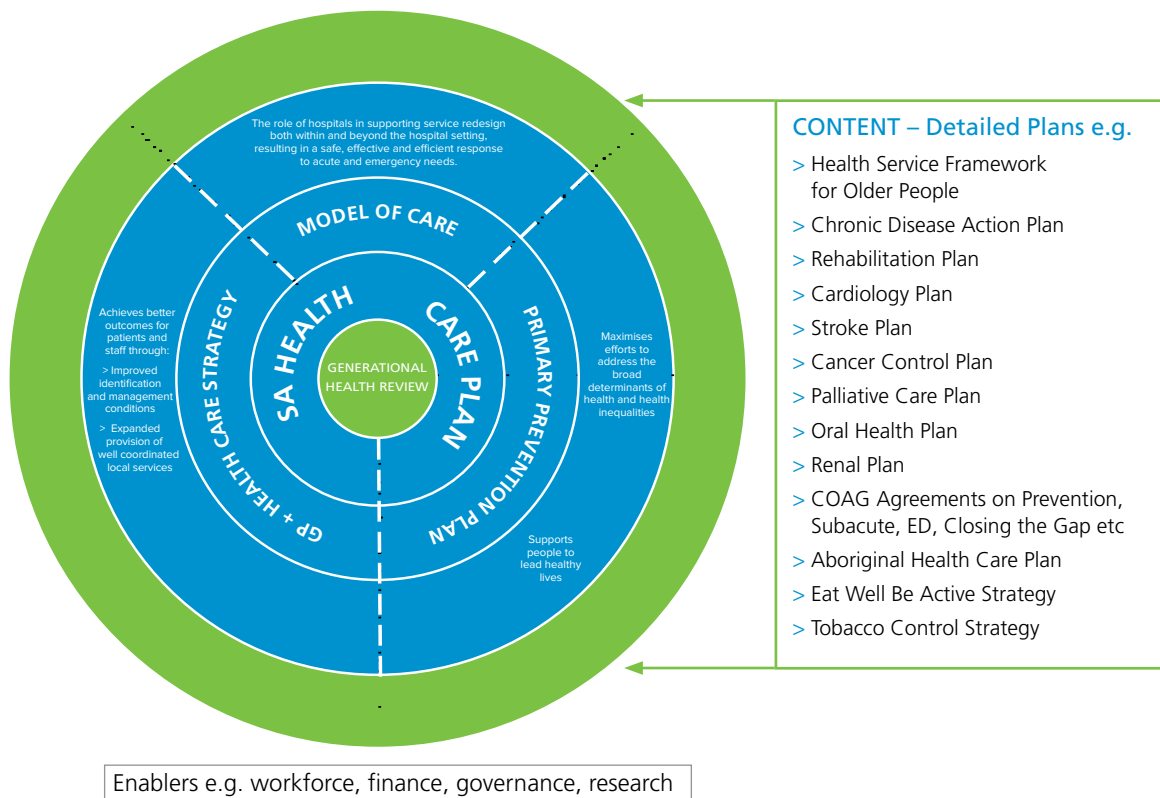 The role of hospitals in supporting service redesign
both within and beyond the hospital setting,
resulting in a safe, effective and efficient response
to acute and emergency needs.
MODEL OF CARE
SA HEALTH
CARE PLAN
GENERATIONAL
HEALTH REVIEW
GP + HEALTH CARE STRATEGY
PRIMARY PREVENTION PLAN
Achieves better
outcomes for
patients and
staff through:
> Improved
identification
and management
conditions
> Expanded
provision of
well coordinated
local services
Maximises
efforts to
address the
broad
determinants of
health and health
inequalities
Supports
people to
lead healthy
lives
CONTENT – Detailed Plans e.g.
> Health Service Framework
for Older People
> Chronic Disease Action Plan
> Rehabilitation Plan
> Cardiology Plan
> Stroke Plan
> Cancer Control Plan
> Palliative Care Plan
> Oral Health Plan
> Renal Plan
> COAG Agreements on Prevention,
Subacute, ED, Closing the Gap etc
> Aboriginal Health Care Plan
> Eat Well Be Active Strategy
> Tobacco Control Strategy
Enablers e.g. workforce, finance, governance, research